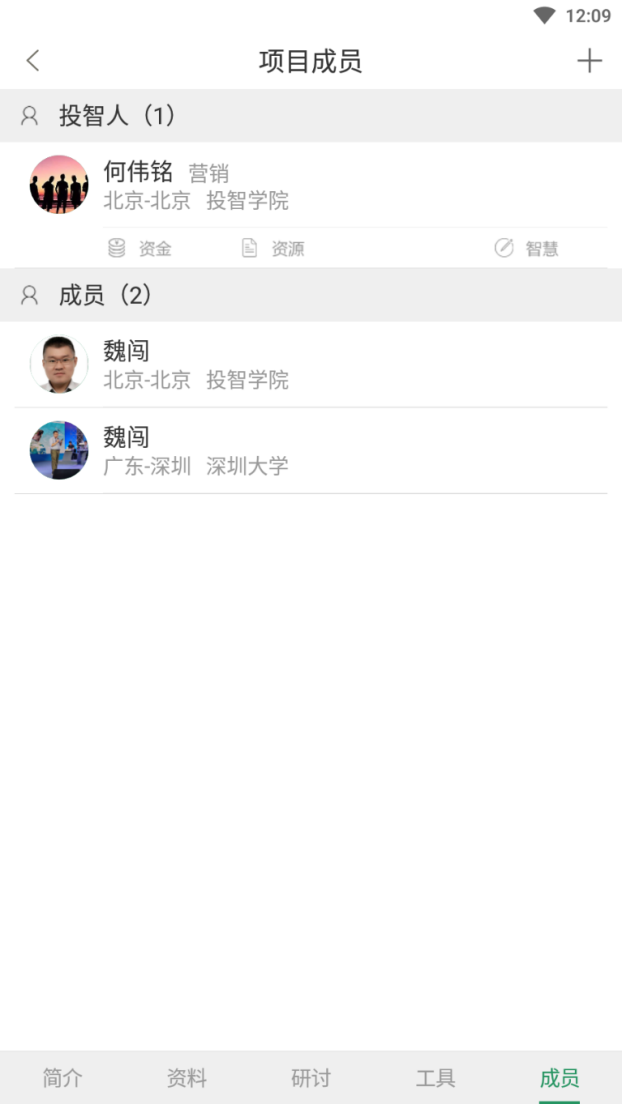 12:09
项目成员
投智人（1）
何伟铭 营销
北京-北京 投智学院
资金 资源 智慧
成员（2）
魏闯
北京-北京 投智学院
魏闯
广东-深圳 深圳大学
简介 资料 研讨 工具 成员